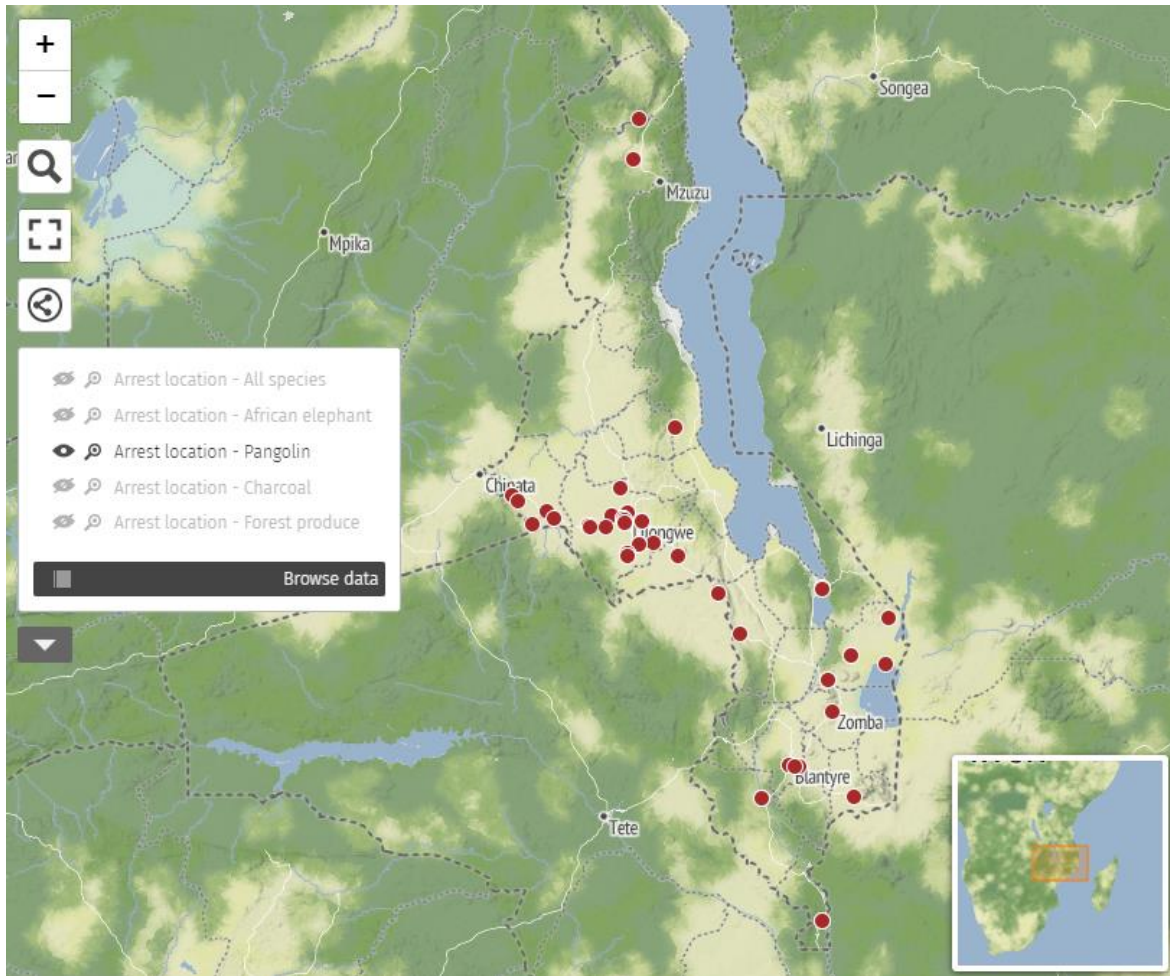 +
Songea
−
Mzuzu
Mpika
Arrest location - All species
Arrest location - African elephant
Lichinga
Arrest location - Pangolin
Chipata
Arrest location - Charcoal
Arrest location - Forest produce
Browse data
Zomba
Blantyre
Tete